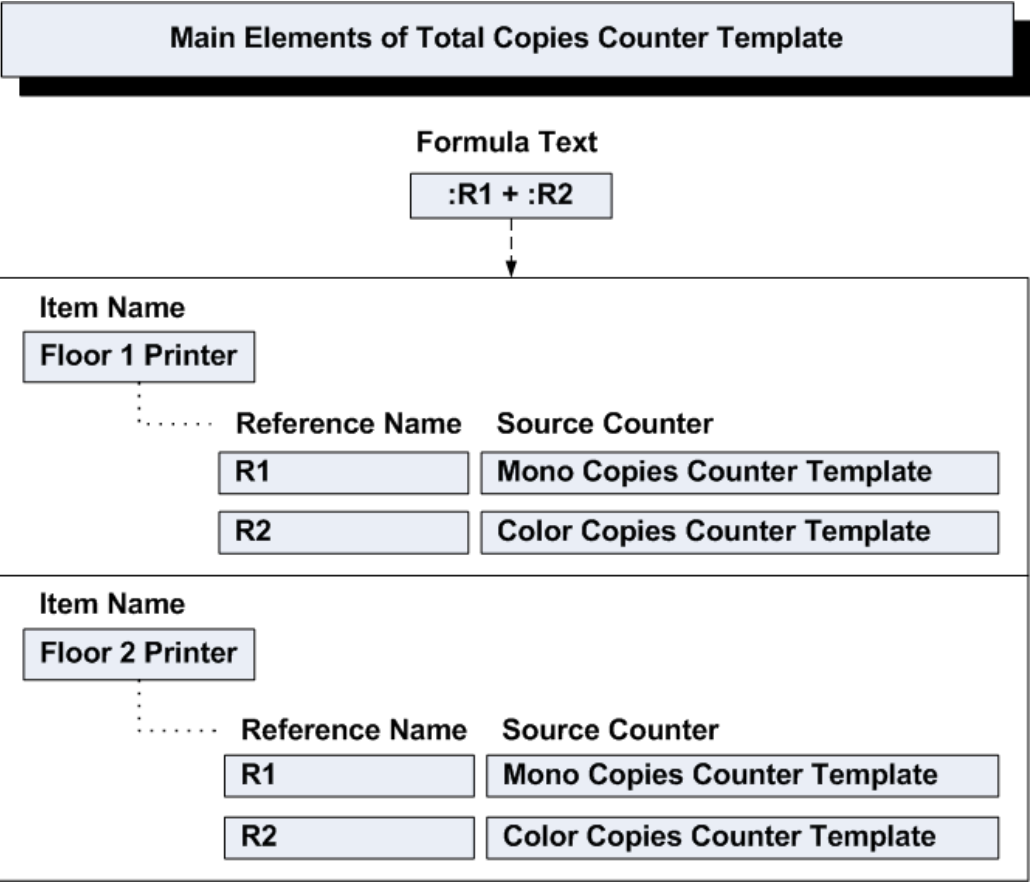 Main Elements of Total Copies Counter Template
Formula Text
:R1 + :R2
Item Name
Floor 1 Printer
Reference Name Source Counter
R1 Mono Copies Counter Template
R2 Color Copies Counter Template
Item Name
Floor 2 Printer
Reference Name Source Counter
R1 Mono Copies Counter Template
R2 Color Copies Counter Template